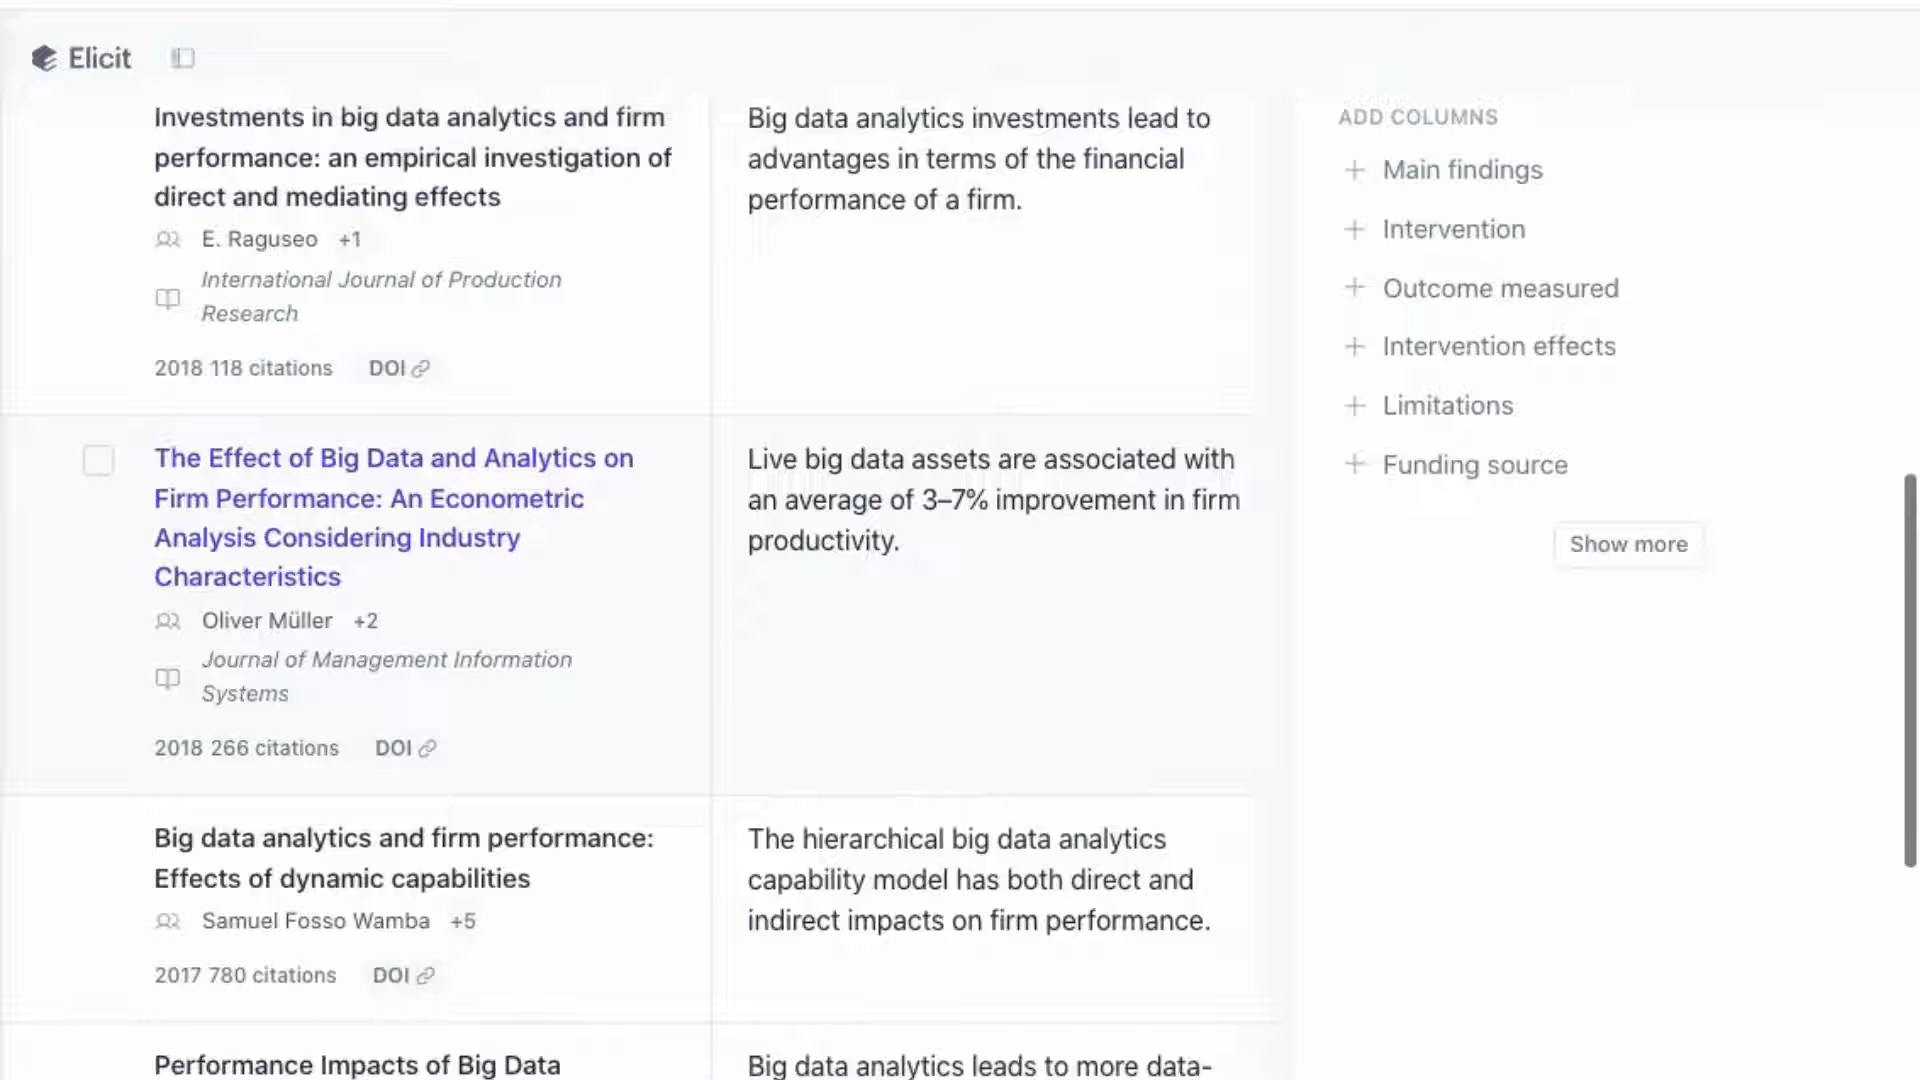 Elicit
Investments in big data analytics and firm
performance: an empirical investigation of
direct and mediating effects
E. Raguseo +1
International Journal of Production
Research
2018 118 citations DOI
Big data analytics investments lead to
advantages in terms of the financial
performance of a firm.
The Effect of Big Data and Analytics on
Firm Performance: An Econometric
Analysis Considering Industry
Characteristics
Oliver Müller +2
Journal of Management Information
Systems
2018 266 citations DOI
Live big data assets are associated with
an average of 3–7% improvement in firm
productivity.
Big data analytics and firm performance:
Effects of dynamic capabilities
Samuel Fosso Wamba +5
2017 780 citations DOI
The hierarchical big data analytics
capability model has both direct and
indirect impacts on firm performance.
Performance Impacts of Big Data
Big data analytics leads to more data-
ADD COLUMNS
+ Main findings
+ Intervention
+ Outcome measured
+ Intervention effects
+ Limitations
+ Funding source
Show more